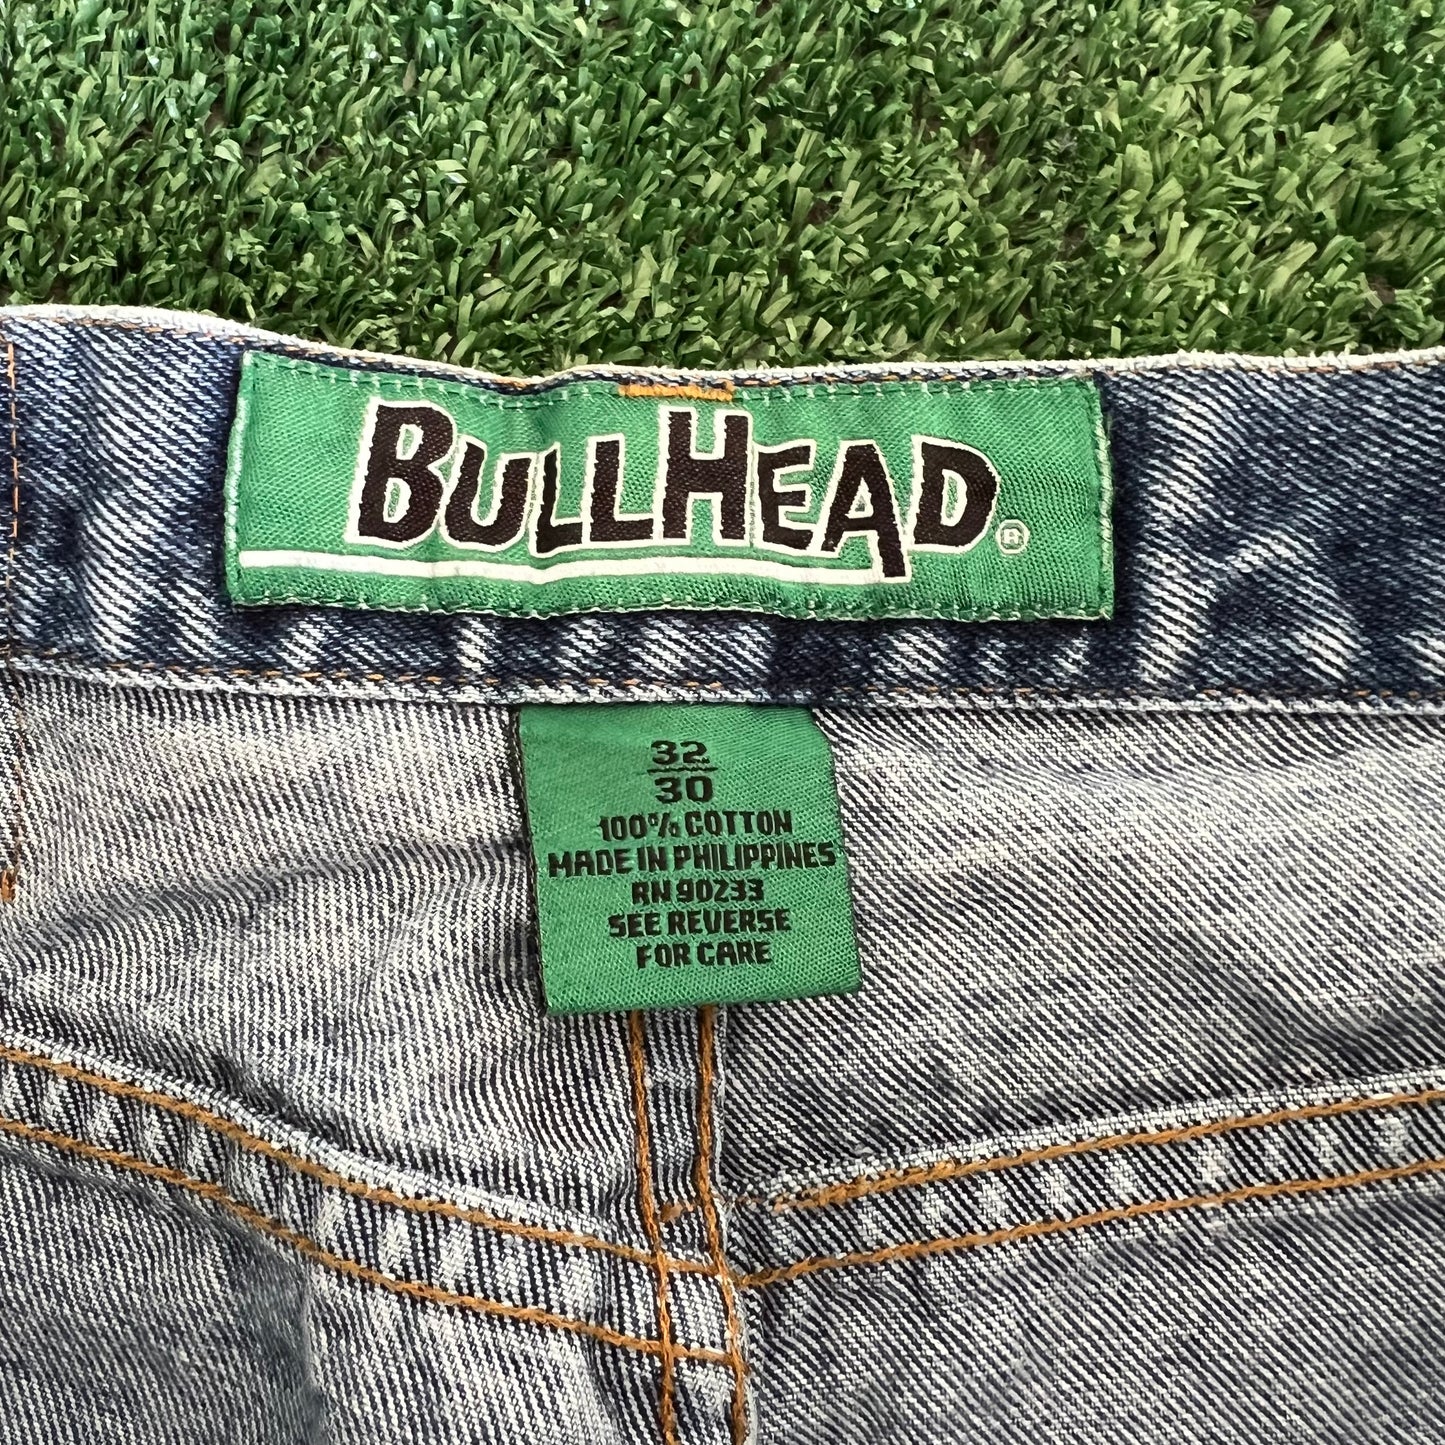 BULLHEAD®
32
30
100% COTTON
MADE IN PHILIPPINES
RN 90233
SEE REVERSE
FOR CARE